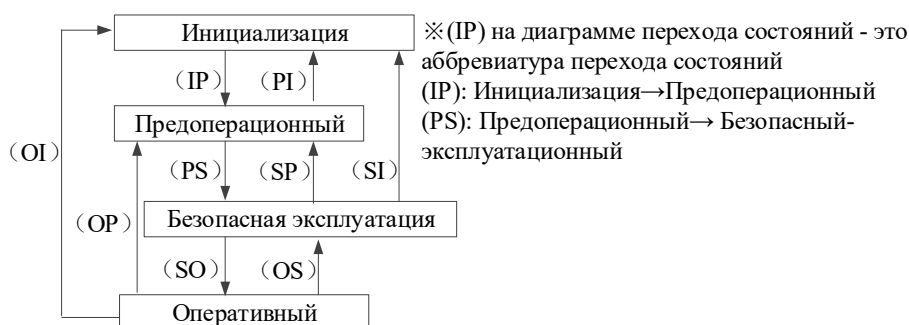 Инициализация
※(IP) на диаграмме перехода состояний - это
аббревиатура перехода состояний
(IP): Инициализация→Предоперационный
(PS): Предоперационный→ Безопасный-
эксплуатационный
（IP） （PI）
Предоперационный
（OI）
（PS） （SP） （SI）
Безопасная эксплуатация
（OP）
（SO） （OS）
Оперативный